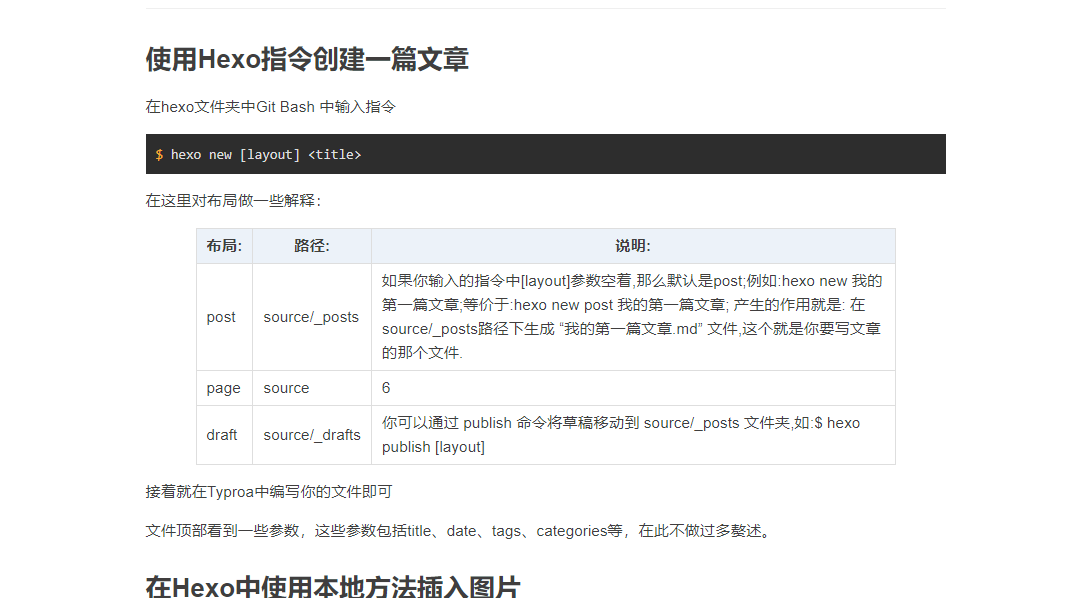 使用Hexo指令创建一篇文章
在hexo文件夹中Git Bash 中输入指令
$ hexo new [layout] <title>
在这里对布局做一些解释：
布局: 路径: 说明:
post source/_posts 如果你输入的指令中[layout]参数空着,那么默认是post;例如:hexo new 我的
第一篇文章;等价于:hexo new post 我的第一篇文章; 产生的作用就是: 在
source/_posts路径下生成 “我的第一篇文章.md” 文件,这个就是你要写文章
的那个文件.
page source 6
draft source/_drafts 你可以通过 publish 命令将草稿移动到 source/_posts 文件夹,如:$ hexo
publish [layout]
接着就在Typroa中编写你的文件即可
文件顶部看到一些参数，这些参数包括title、date、tags、categories等，在此不做过多嫠述。
在Hexo中使用本地方法插入图片